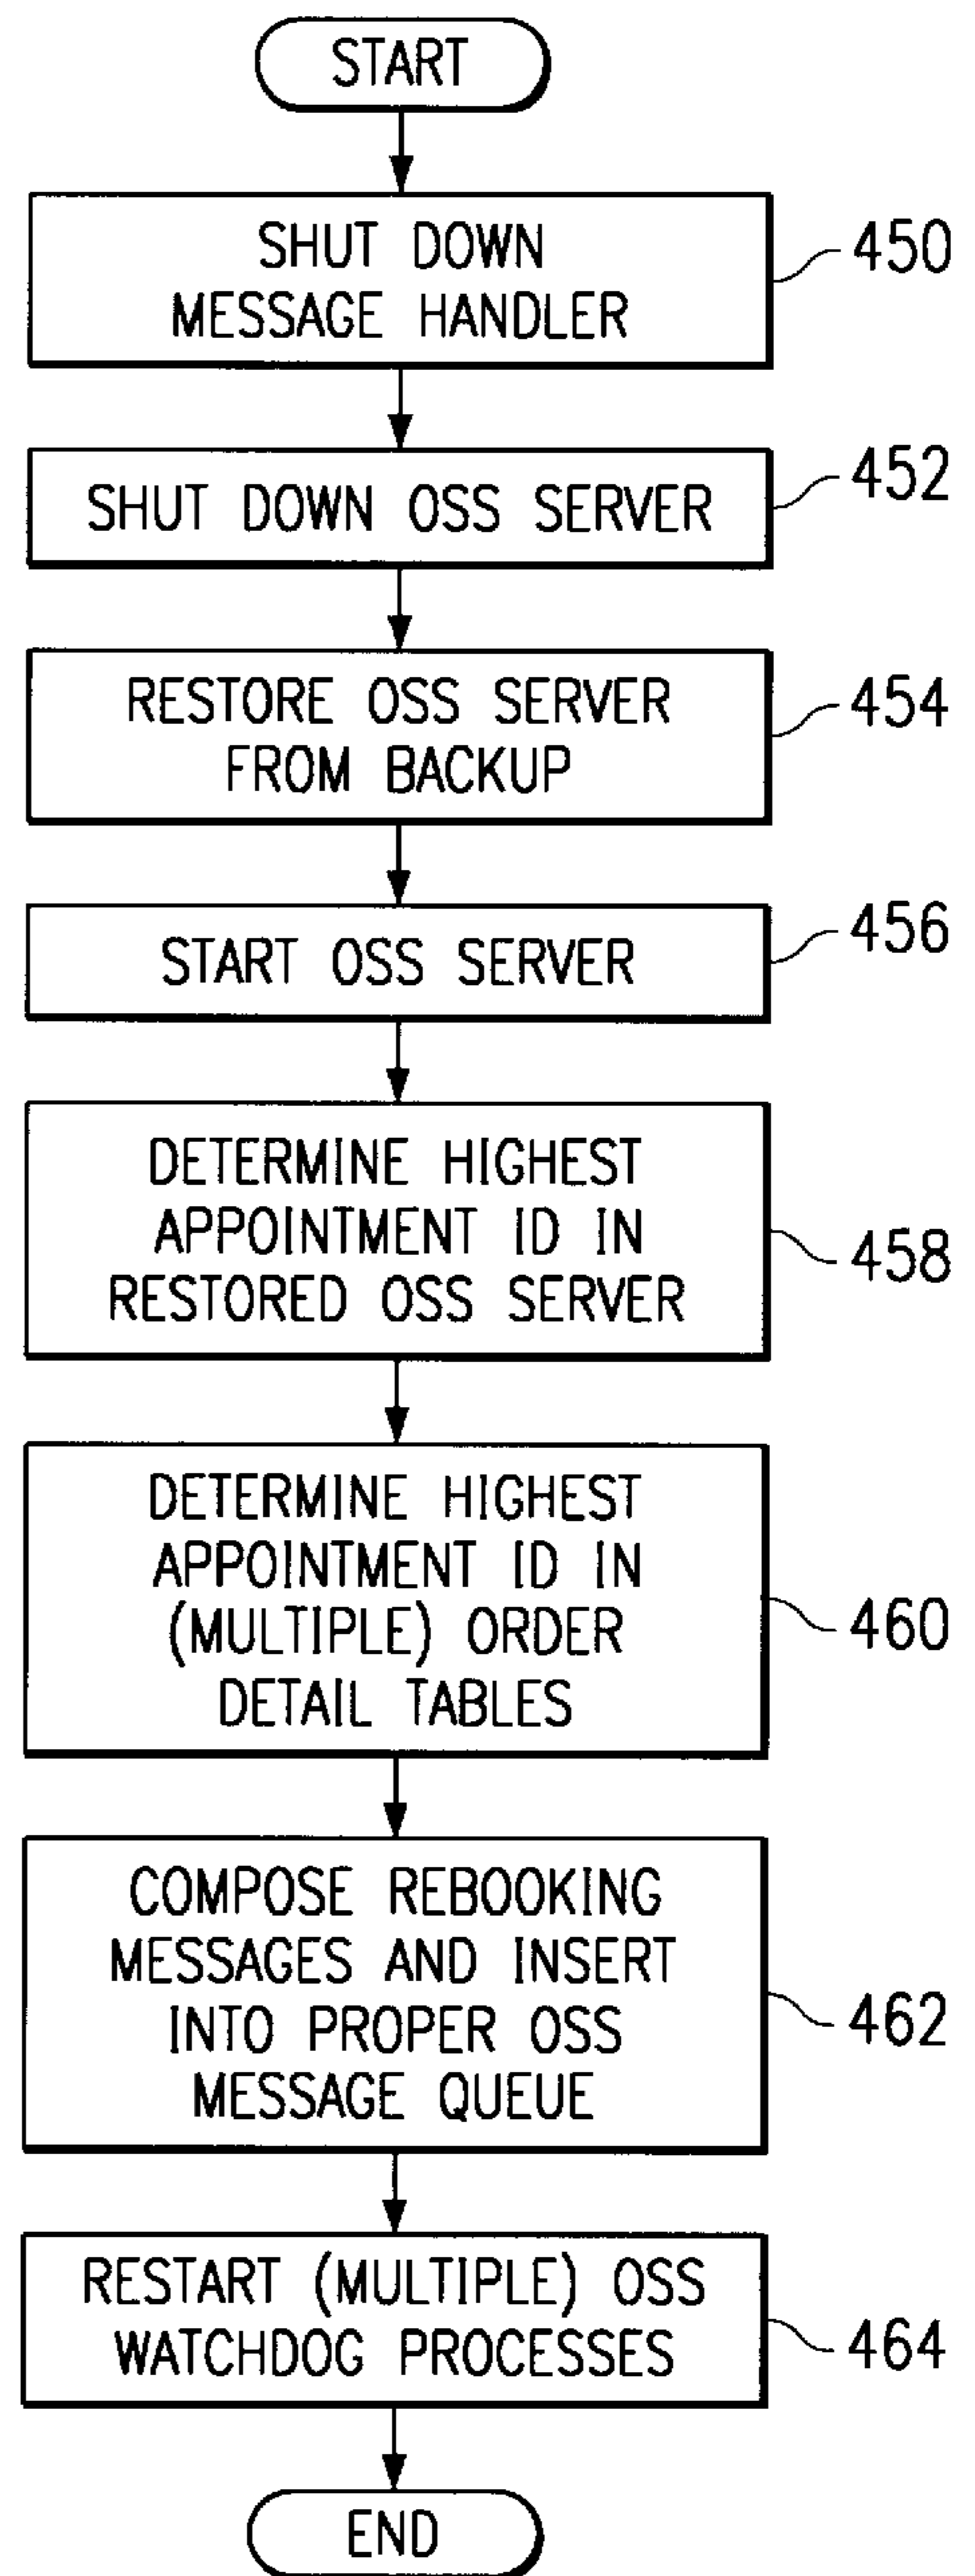 START
SHUT DOWN
MESSAGE HANDLER
450
SHUT DOWN OSS SERVER
452
RESTORE OSS SERVER
FROM BACKUP
454
START OSS SERVER
456
DETERMINE HIGHEST
APPOINTMENT ID IN
RESTORED OSS SERVER
458
DETERMINE HIGHEST
APPOINTMENT ID IN
(MULTIPLE) ORDER
DETAIL TABLES
460
COMPOSE REBOOKING
MESSAGES AND INSERT
INTO PROPER OSS
MESSAGE QUEUE
462
RESTART (MULTIPLE) OSS
WATCHDOG PROCESSES
464
END